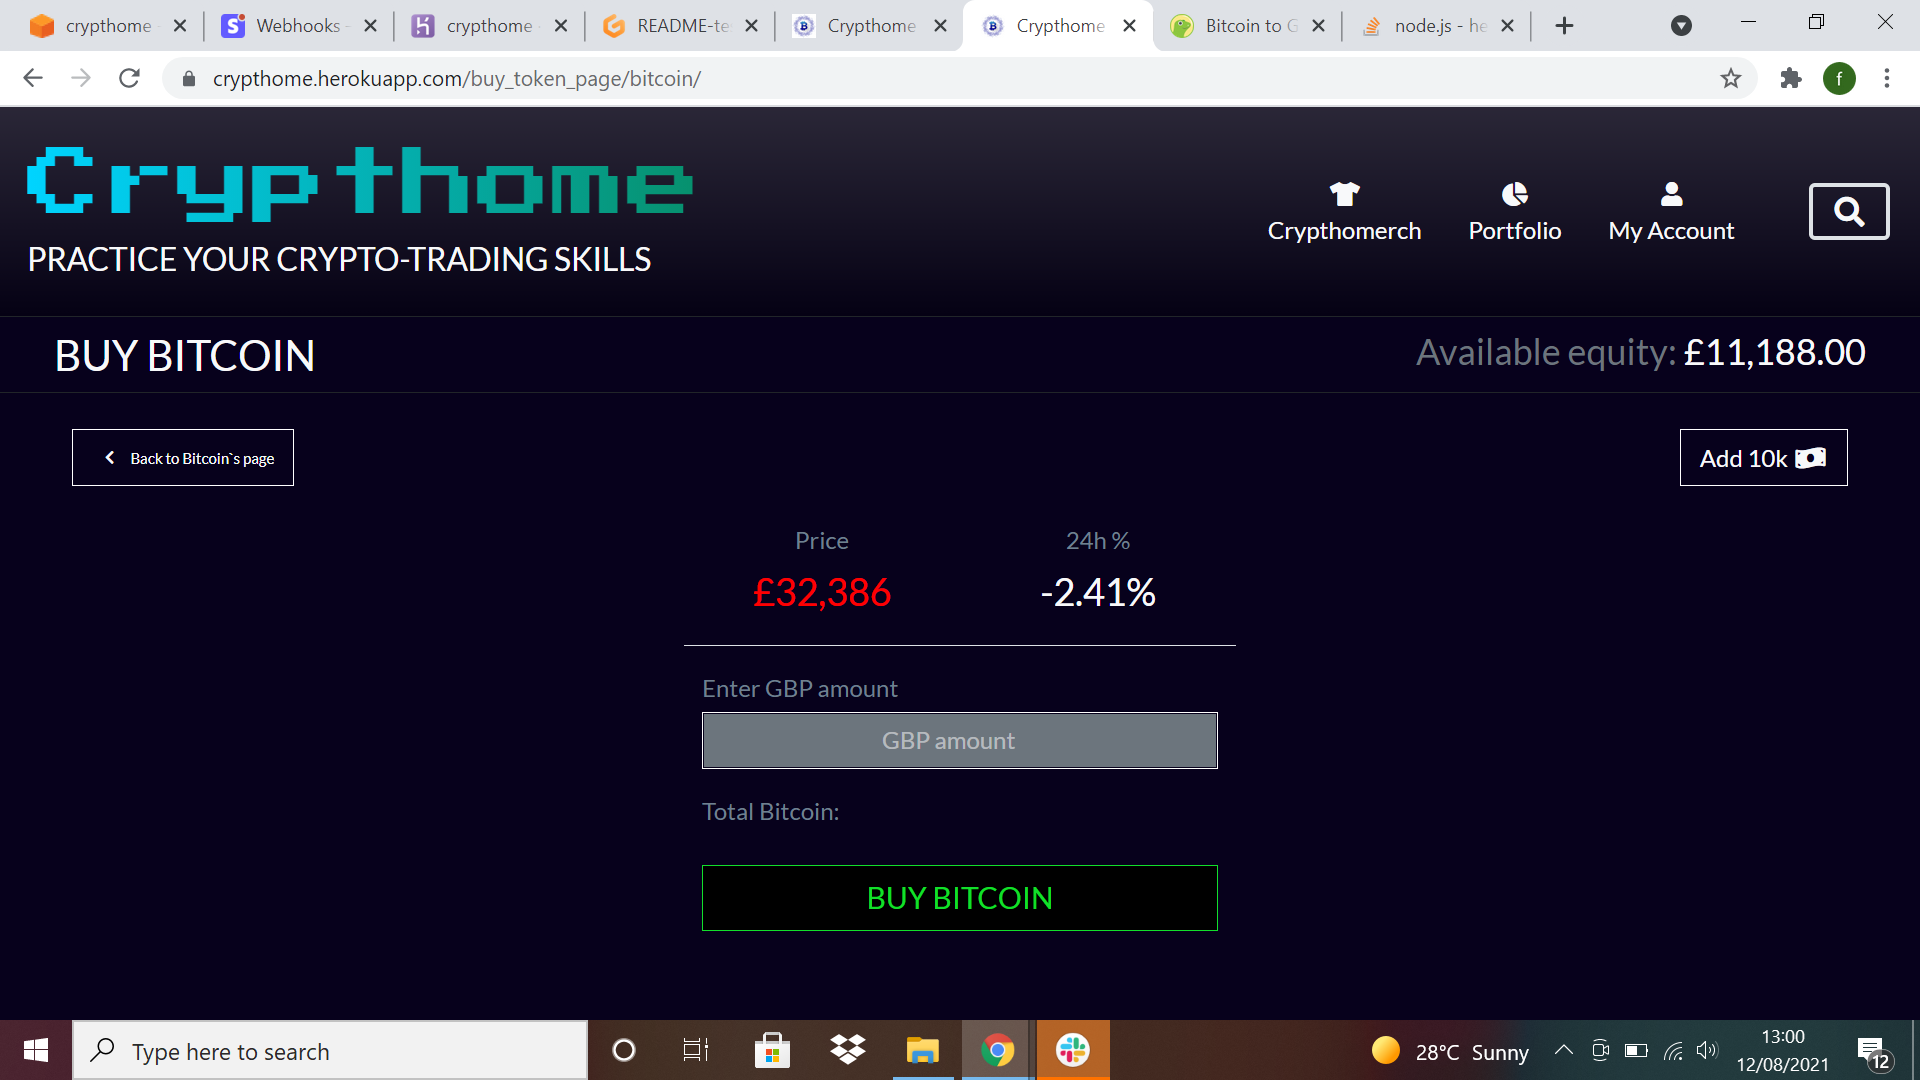 crypthome
Webhooks -
crypthome
README-te
Crypthome
Crypthome
Bitcoin to G
node.js - he
crypthome.herokuapp.com/buy_token_page/bitcoin/
f
Crypthome
PRACTICE YOUR CRYPTO-TRADING SKILLS
Crypthomerch
Portfolio
My Account
BUY BITCOIN
Available equity: £11,188.00
Back to Bitcoin`s page
Add 10k
Price
24h %
£32,386
-2.41%
Enter GBP amount
GBP amount
Total Bitcoin:
BUY BITCOIN
Type here to search
28°C Sunny
13:00
12/08/2021
12